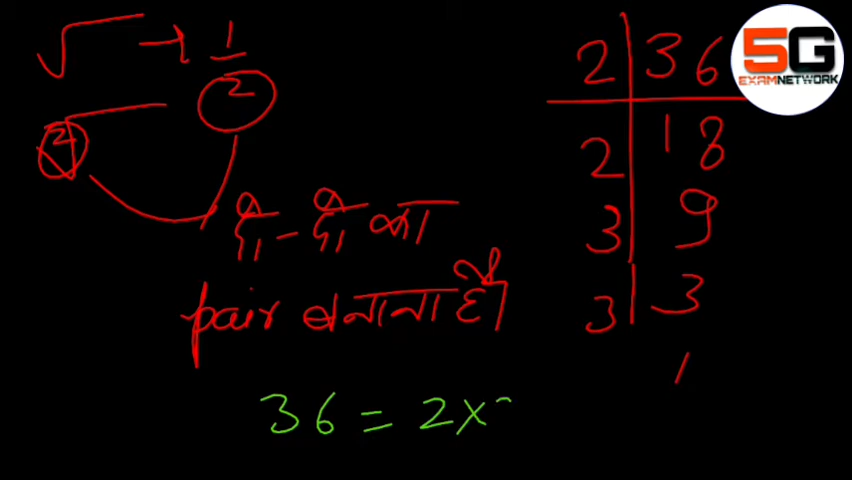 √ → 1/2
²√
दो - दो का
pair बनाना है।
2 | 36
2 | 18
3 | 9
3 | 3
1
36 = 2×
5G
EXAMNETWORK